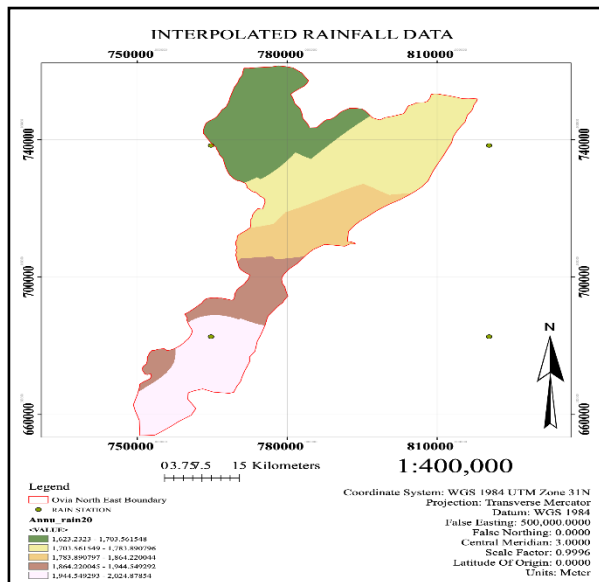 INTERPOLATED RAINFALL DATA
750000 780000 810000
740000 740000
700000 700000
660000 660000
N
750000 780000 810000
0 3.75 7.5 15 Kilometers
1:400,000
Legend
Ovia North East Boundary
RAIN STATION
Annu_rain20
<VALUE>
1,623.2323 - 1,703.561548
1,703.561549 - 1,783.890796
1,783.890797 - 1,864.220044
1,864.220045 - 1,944.549292
1,944.549293 - 2,024.87854
Coordinate System: WGS 1984 UTM Zone 31N
Projection: Transverse Mercator
Datum: WGS 1984
False Easting: 500,000.0000
False Northing: 0.0000
Central Meridian: 3.0000
Scale Factor: 0.9996
Latitude Of Origin: 0.0000
Units: Meter